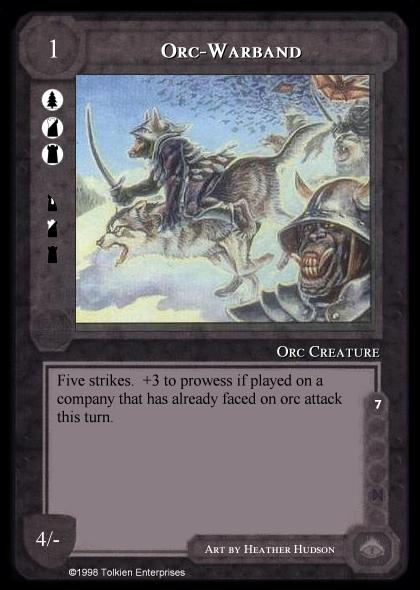 1
Orc-Warband
Orc Creature
Five strikes. +3 to prowess if played on a
company that has already faced on orc attack
this turn.
7
4/-
Art by Heather Hudson
©1998 Tolkien Enterprises